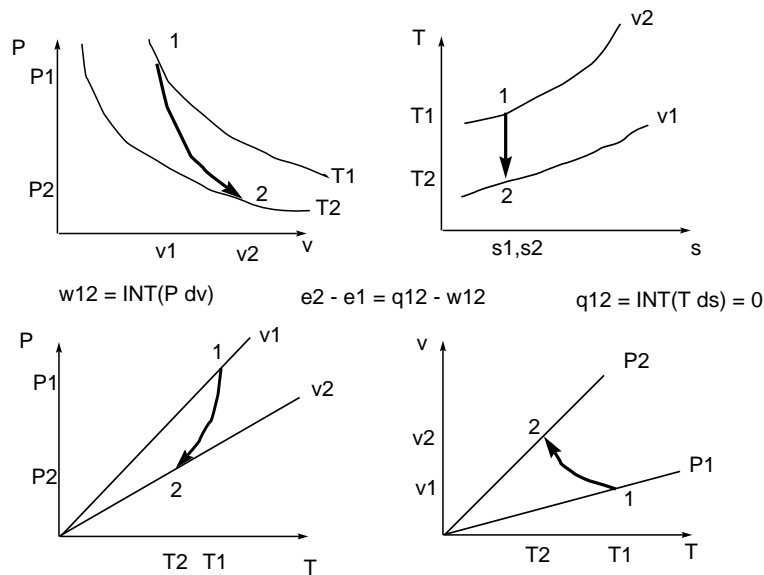 P
P1
P2
1
2
T1
T2
v1
v2
v
T
T1
T2
1
2
v2
v1
s1,s2
s
w12 = INT(P dv)
e2 - e1 = q12 - w12
q12 = INT(T ds) = 0
P
P1
P2
1
2
v1
v2
T2
T1
T
v
v2
v1
2
1
P2
P1
T2
T1
T